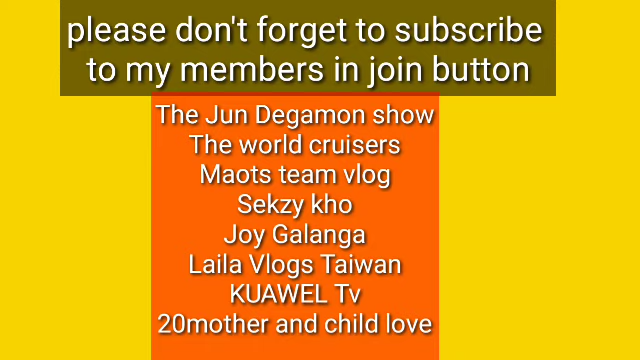 please don't forget to subscribe
to my members in join button
The Jun Degamon show
The world cruisers
Maots team vlog
Sekzy kho
Joy Galanga
Laila Vlogs Taiwan
KUAWEL Tv
20mother and child love